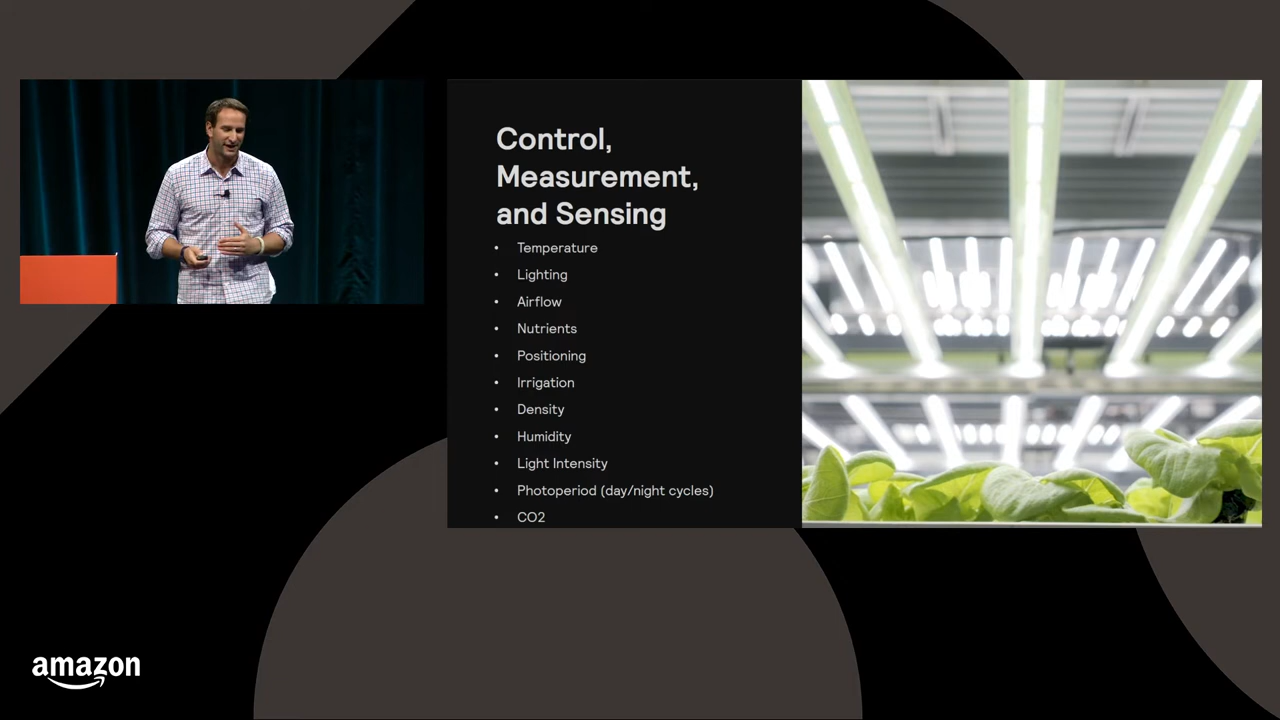 Control,
Measurement,
and Sensing
• Temperature
• Lighting
• Airflow
• Nutrients
• Positioning
• Irrigation
• Density
• Humidity
• Light Intensity
• Photoperiod (day/night cycles)
• CO2
amazon